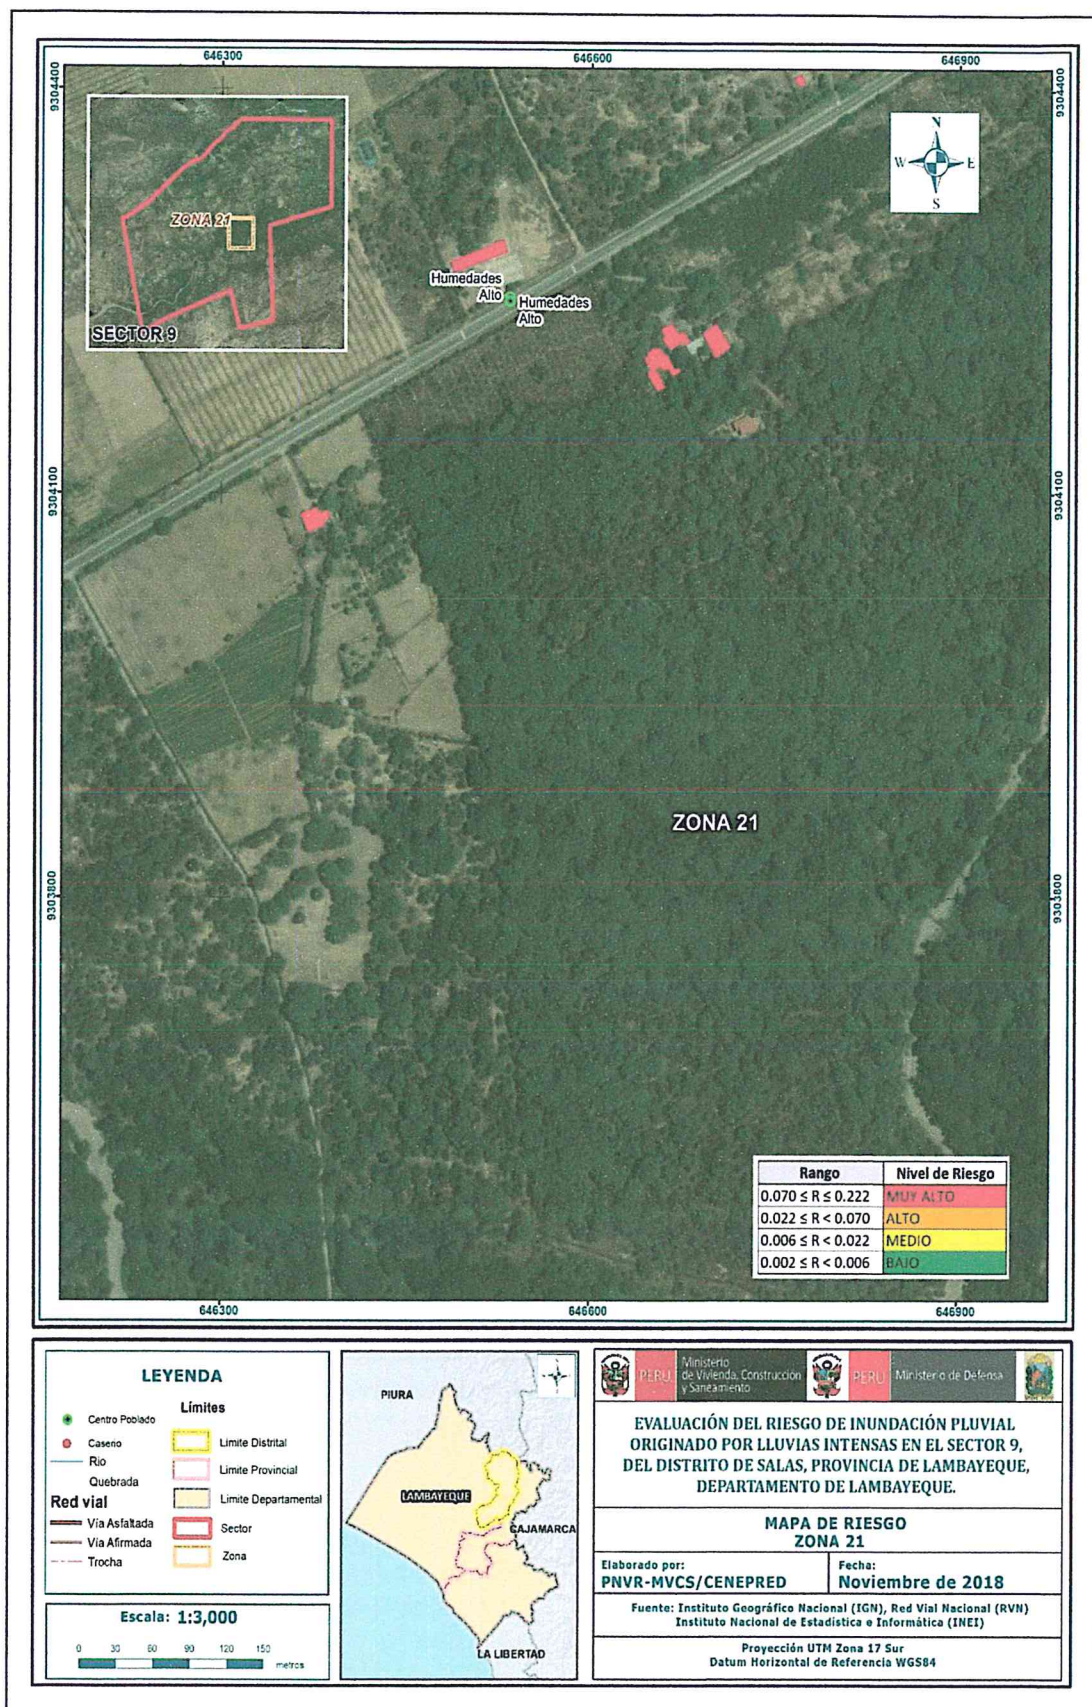 646300
646600
646900
9304400
9304400
ZONA 21
SECTOR 9
N
W
E
S
Humedades
Alto
Humedades
Alto
9304100
9304100
ZONA 21
9303800
9303800
Rango
Nivel de Riesgo
0.070 ≤ R ≤ 0.222
MUY ALTO
0.022 ≤ R < 0.070
ALTO
0.006 ≤ R < 0.022
MEDIO
0.002 ≤ R < 0.006
BAJO
646300
646600
646900
LEYENDA
Centro Poblado
Caserio
Rio
Quebrada
Red vial
Vía Asfaltada
Vía Afirmada
Trocha
Límites
Limite Distrital
Limite Provincial
Limite Departamental
Sector
Zona
Escala: 1:3,000
0 30 60 90 120 150
metros
PIURA
LAMBAYEQUE
CAJAMARCA
LA LIBERTAD
PERÚ
Ministerio
de Vivienda, Construcción
y Saneamiento
PERÚ
Ministerio de Defensa
EVALUACIÓN DEL RIESGO DE INUNDACIÓN PLUVIAL
ORIGINADO POR LLUVIAS INTENSAS EN EL SECTOR 9,
DEL DISTRITO DE SALAS, PROVINCIA DE LAMBAYEQUE,
DEPARTAMENTO DE LAMBAYEQUE.
MAPA DE RIESGO
ZONA 21
Elaborado por:
PNVR-MVCS/CENEPRED
Fecha:
Noviembre de 2018
Fuente: Instituto Geográfico Nacional (IGN), Red Vial Nacional (RVN)
Instituto Nacional de Estadística e Informática (INEI)
Proyección UTM Zona 17 Sur
Datum Horizontal de Referencia WGS84